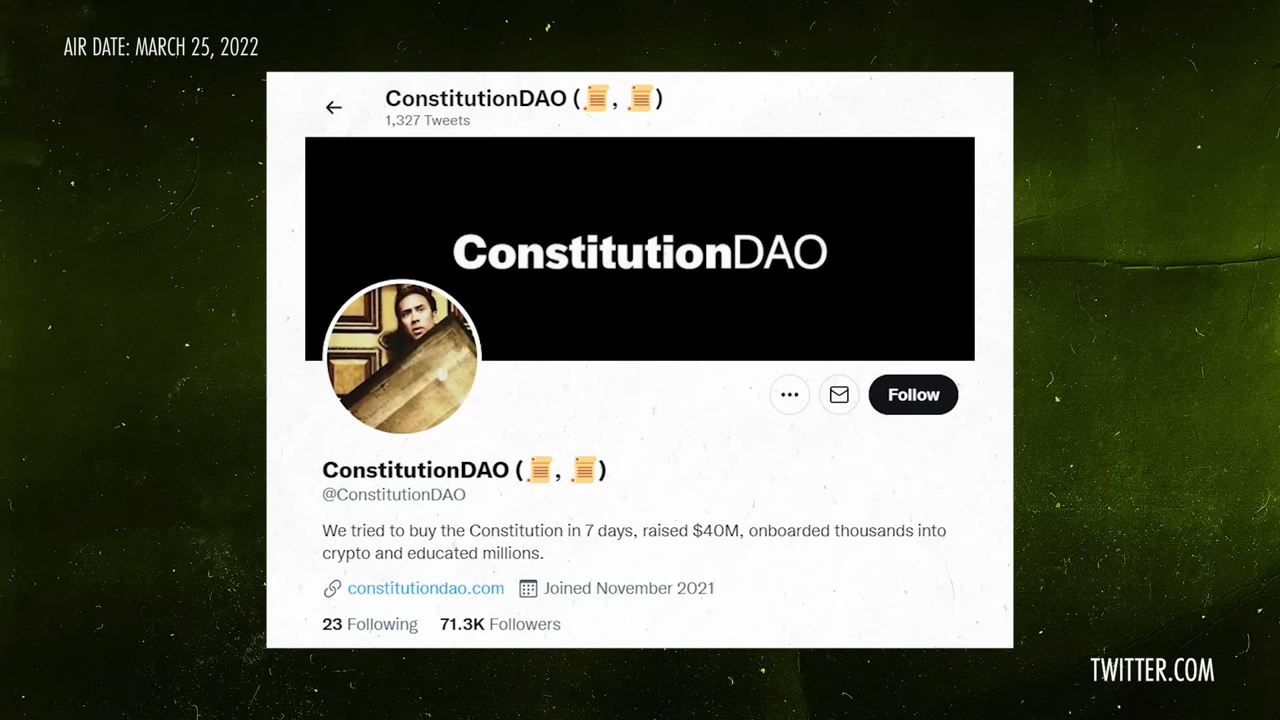 AIR DATE: MARCH 25, 2022
ConstitutionDAO (📜, 📜)
1,327 Tweets
ConstitutionDAO
Follow
ConstitutionDAO (📜, 📜)
@ConstitutionDAO
We tried to buy the Constitution in 7 days, raised $40M, onboarded thousands into
crypto and educated millions.
constitutiondao.com Joined November 2021
23 Following 71.3K Followers
TWITTER.COM